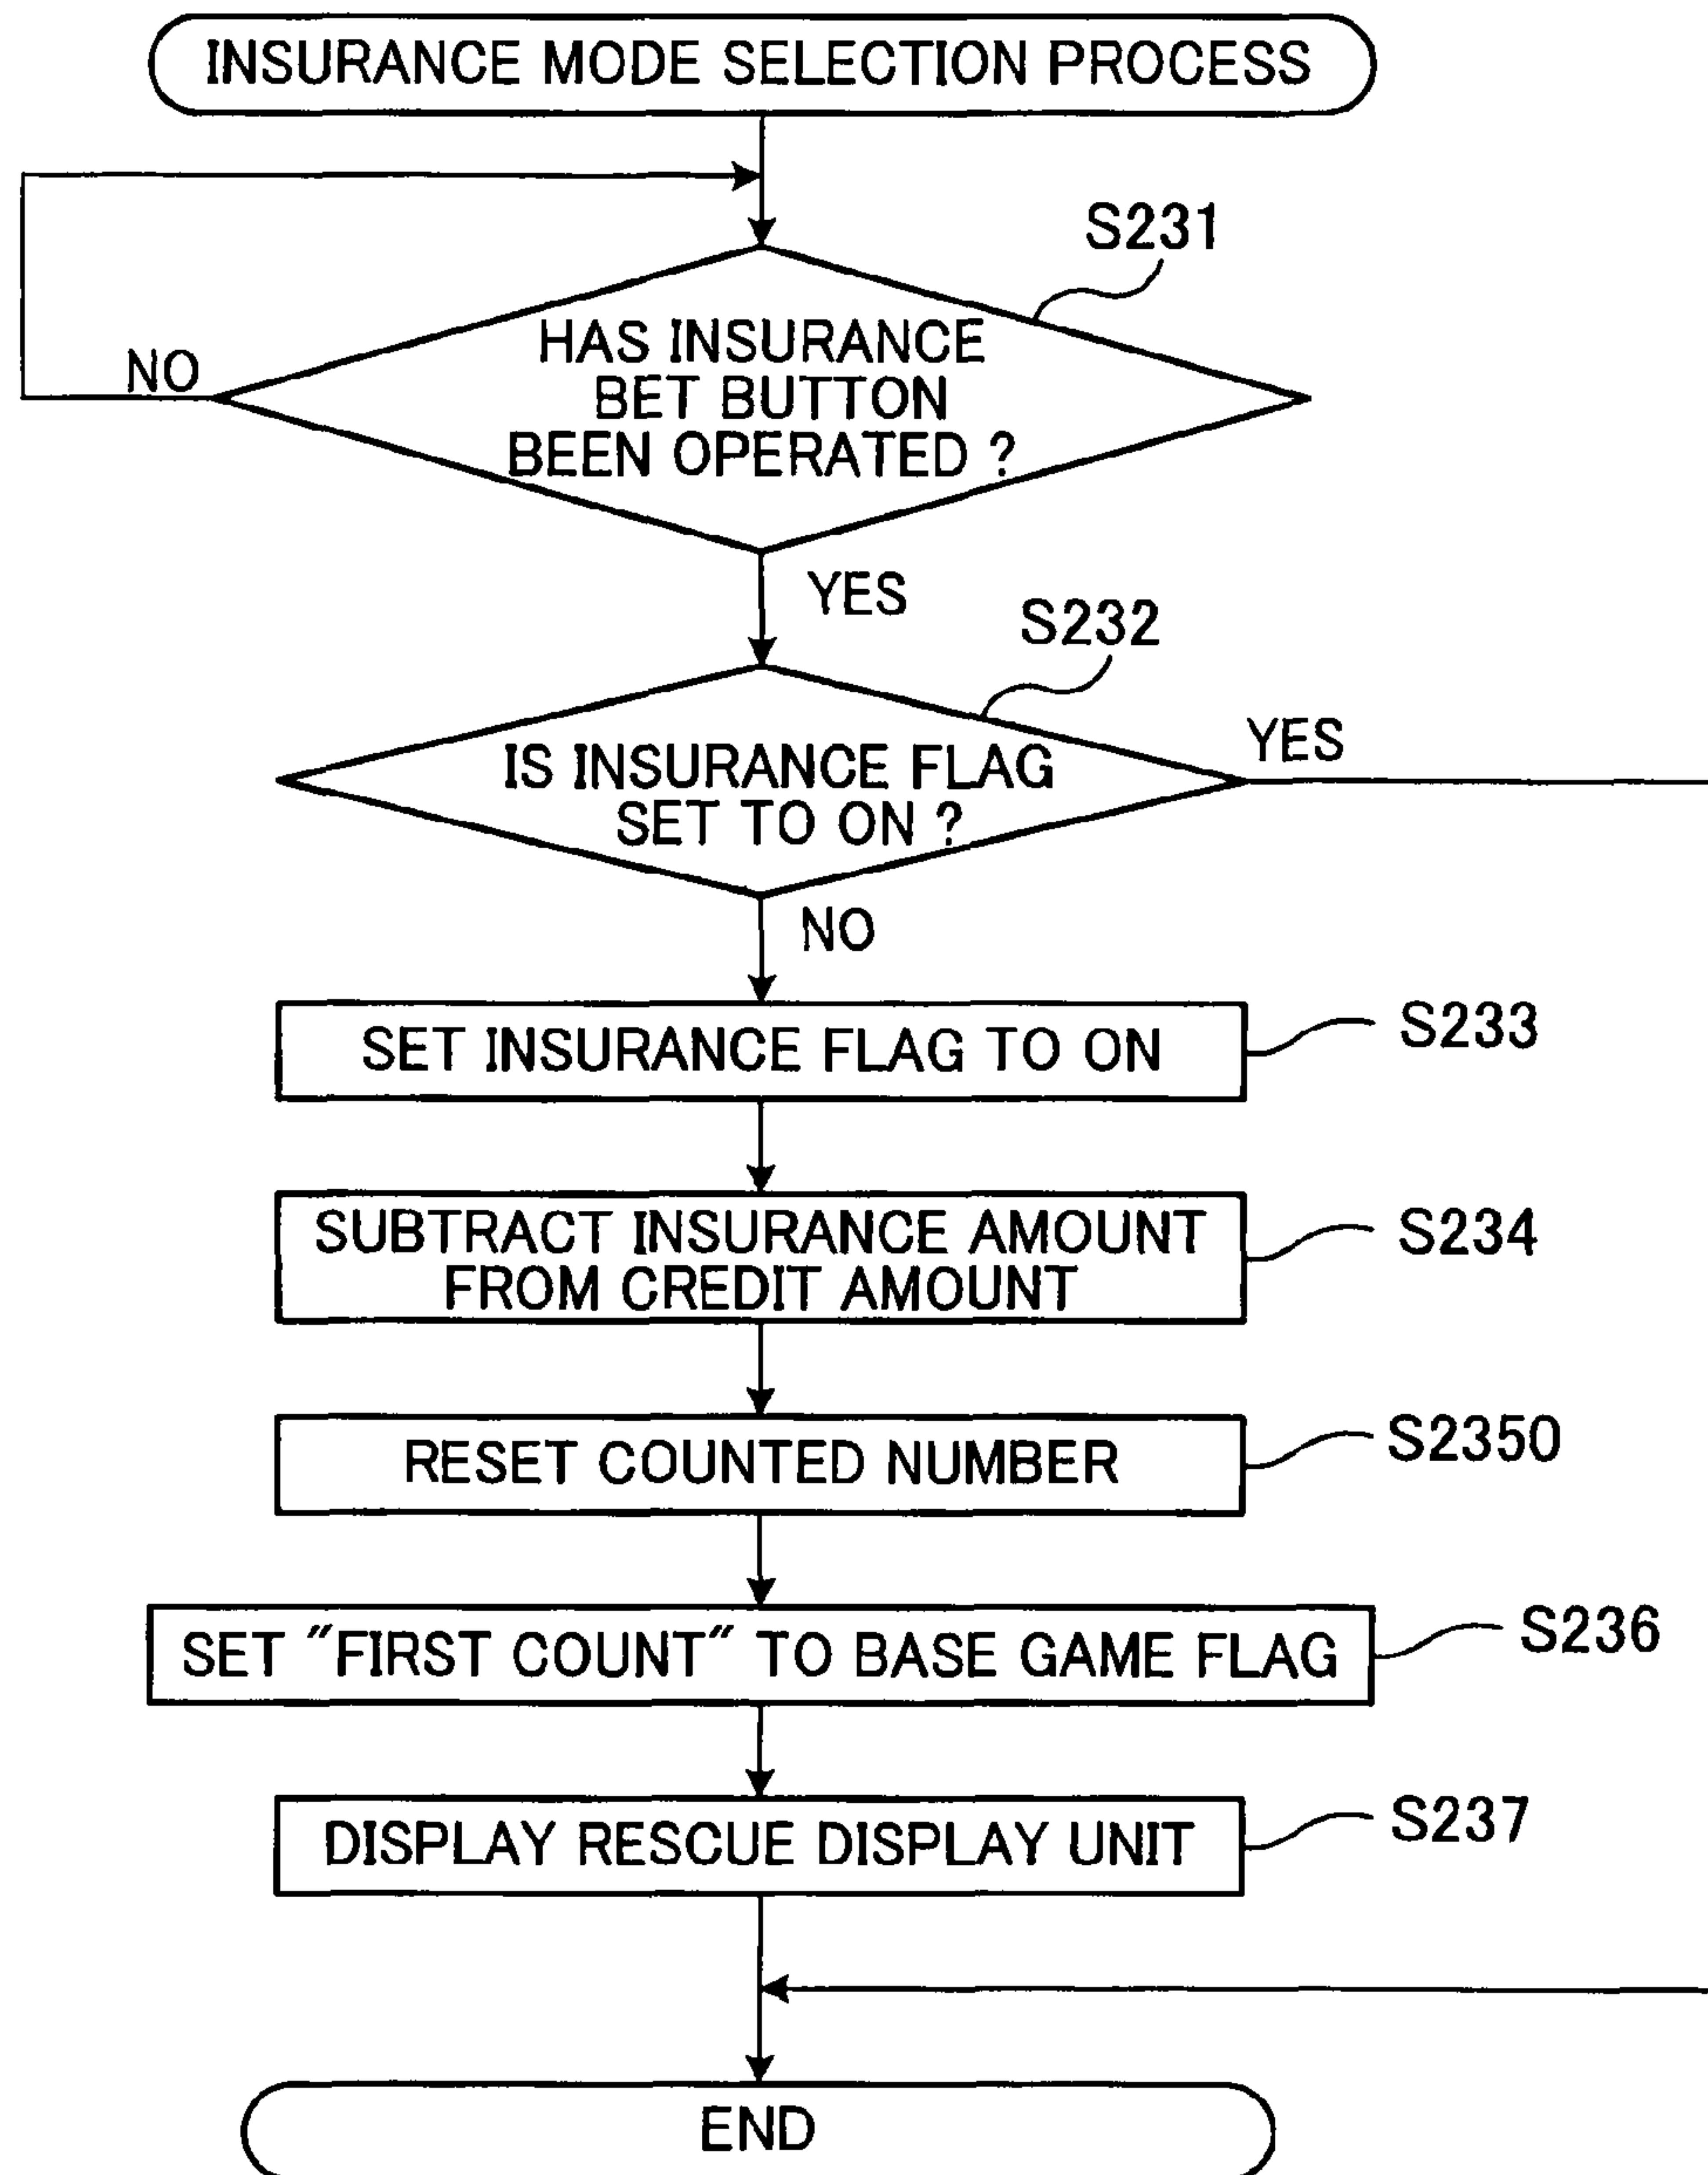 INSURANCE MODE SELECTION PROCESS
S231
HAS INSURANCE
BET BUTTON
BEEN OPERATED ?
NO
YES
S232
IS INSURANCE FLAG
SET TO ON ?
YES
NO
SET INSURANCE FLAG TO ON
S233
SUBTRACT INSURANCE AMOUNT
FROM CREDIT AMOUNT
S234
RESET COUNTED NUMBER
S2350
SET "FIRST COUNT" TO BASE GAME FLAG
S236
DISPLAY RESCUE DISPLAY UNIT
S237
END